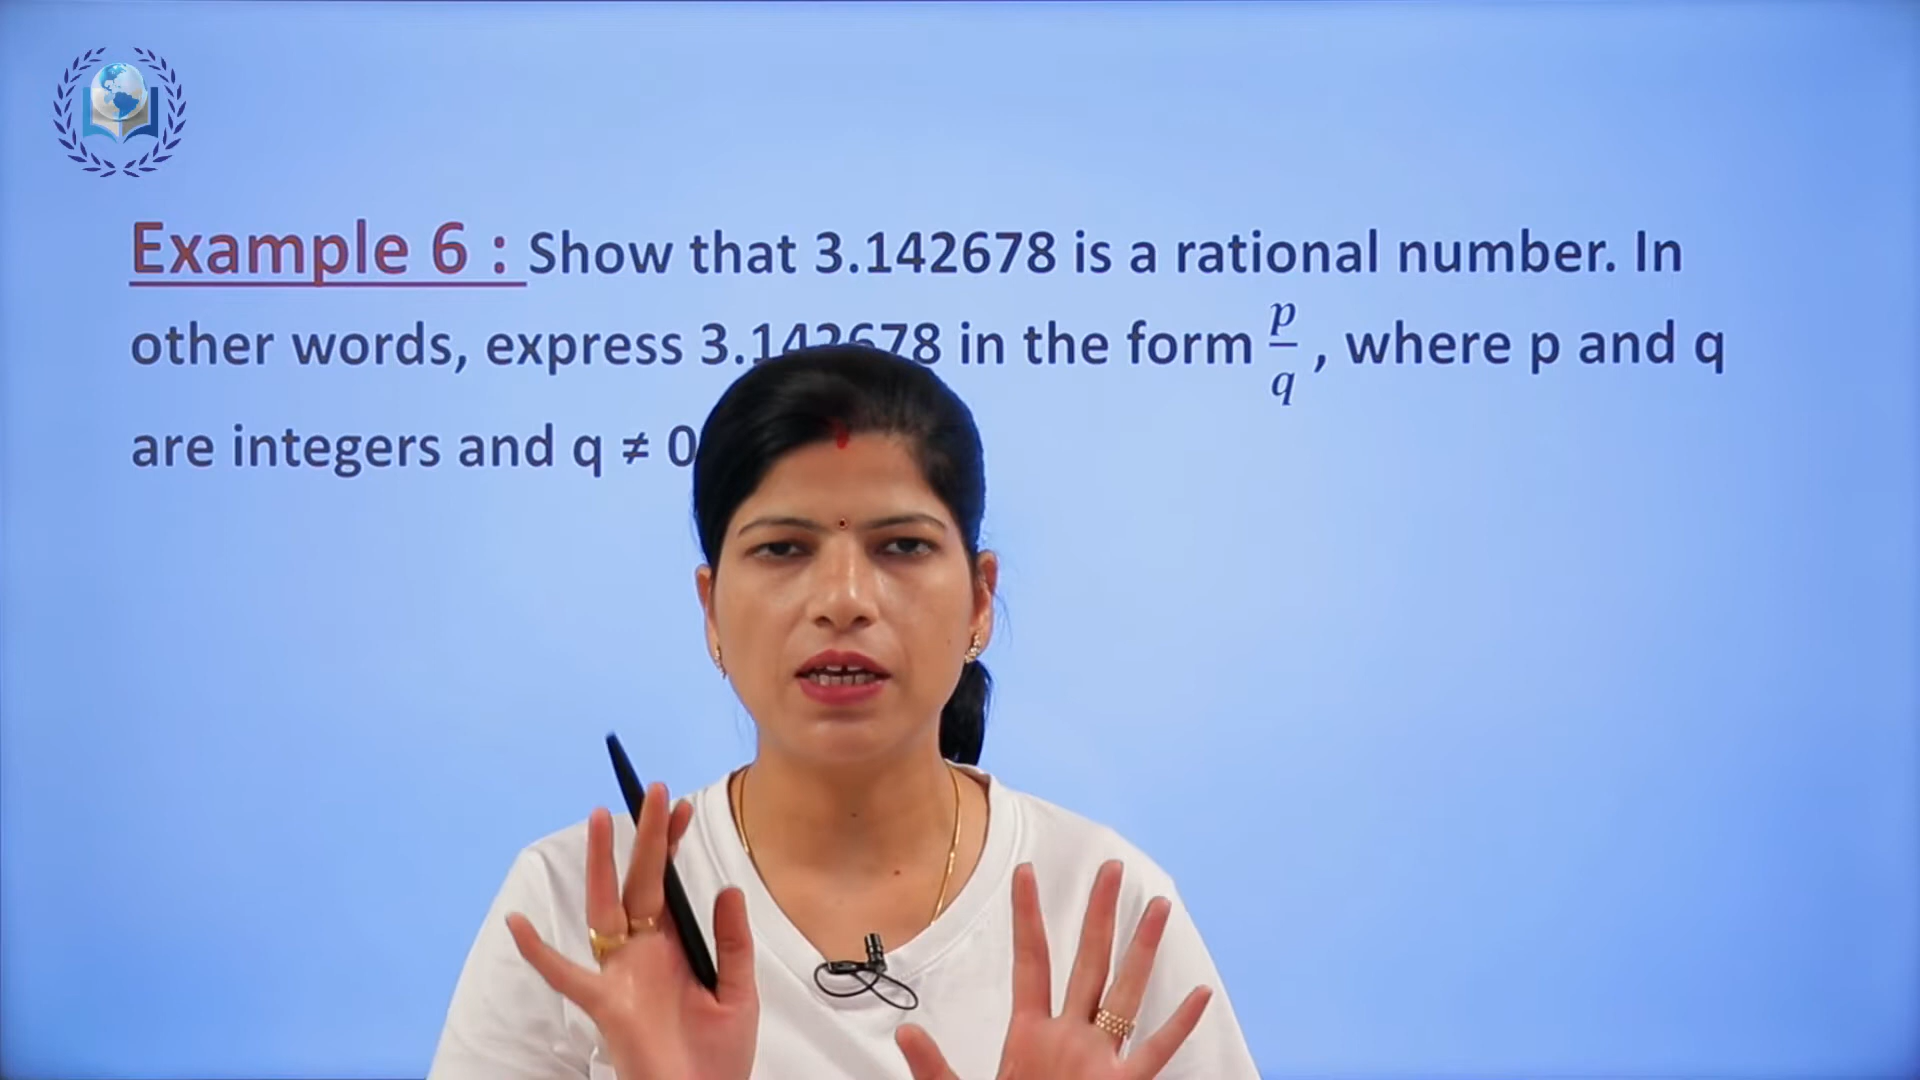 Example 6 : Show that 3.142678 is a rational number. In
other words, express 3.142678 in the form p/q , where p and q
are integers and q ≠ 0